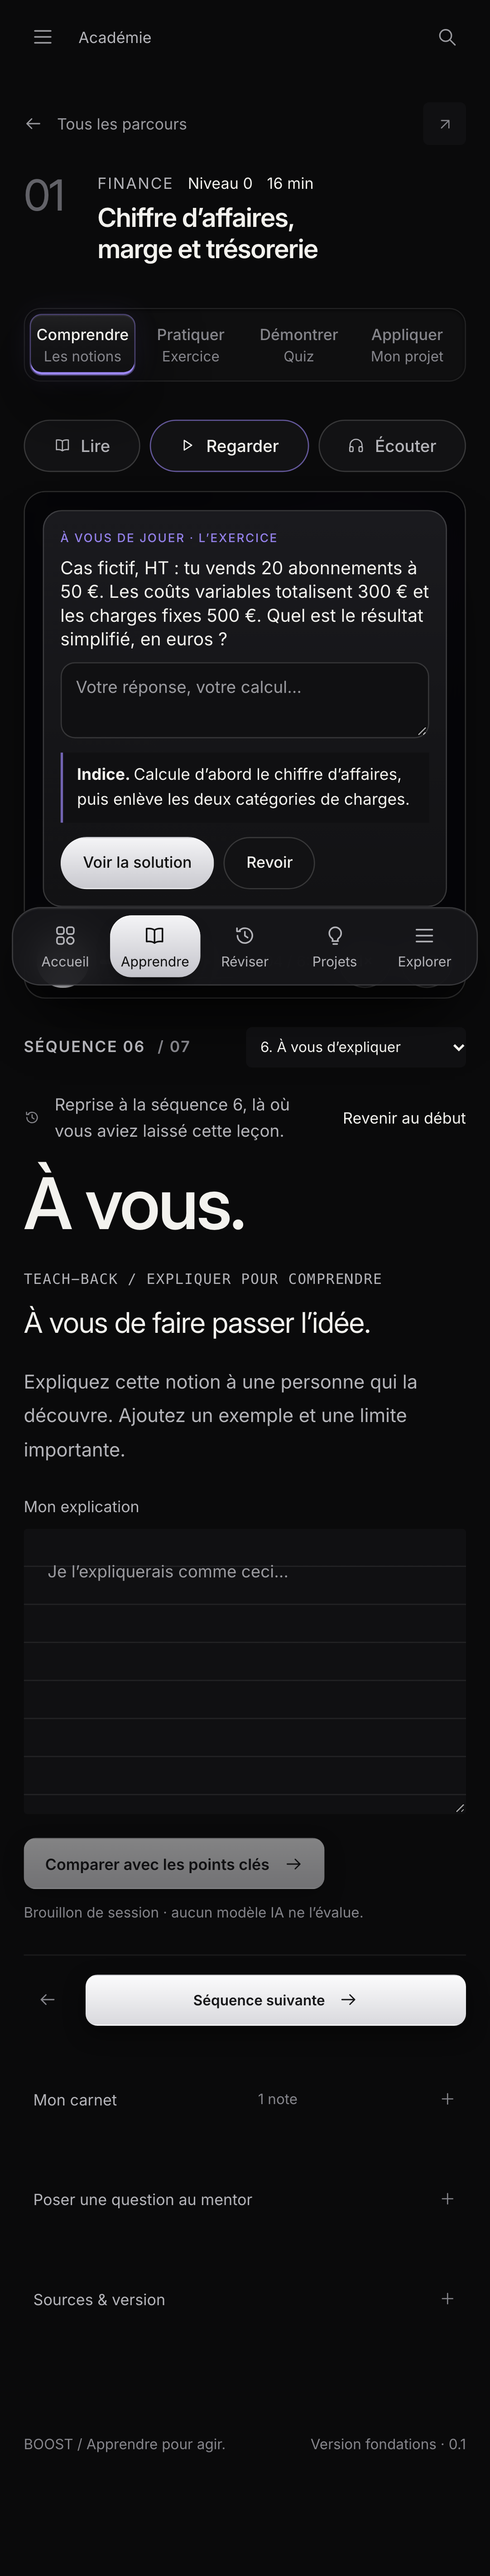 Académie
Tous les parcours
01
FINANCE Niveau 0 16 min
Chiffre d’affaires,
marge et trésorerie
Comprendre
Les notions
Pratiquer
Exercice
Démontrer
Quiz
Appliquer
Mon projet
Lire
Regarder
Écouter
À VOUS DE JOUER · L’EXERCICE
Cas fictif, HT : tu vends 20 abonnements à
50 €. Les coûts variables totalisent 300 € et
les charges fixes 500 €. Quel est le résultat
simplifié, en euros ?
Votre réponse, votre calcul…
Indice. Calcule d’abord le chiffre d’affaires,
puis enlève les deux catégories de charges.
Voir la solution
Revoir
Accueil
Apprendre
Réviser
Projets
Explorer
SÉQUENCE 06 / 07
6. À vous d’expliquer
Reprise à la séquence 6, là où
vous aviez laissé cette leçon.
Revenir au début
À vous.
TEACH-BACK / EXPLIQUER POUR COMPRENDRE
À vous de faire passer l’idée.
Expliquez cette notion à une personne qui la
découvre. Ajoutez un exemple et une limite
importante.
Mon explication
Je l’expliquerais comme ceci…
Comparer avec les points clés
Brouillon de session · aucun modèle IA ne l’évalue.
Séquence suivante
Mon carnet
1 note
Poser une question au mentor
Sources & version
BOOST / Apprendre pour agir.
Version fondations · 0.1